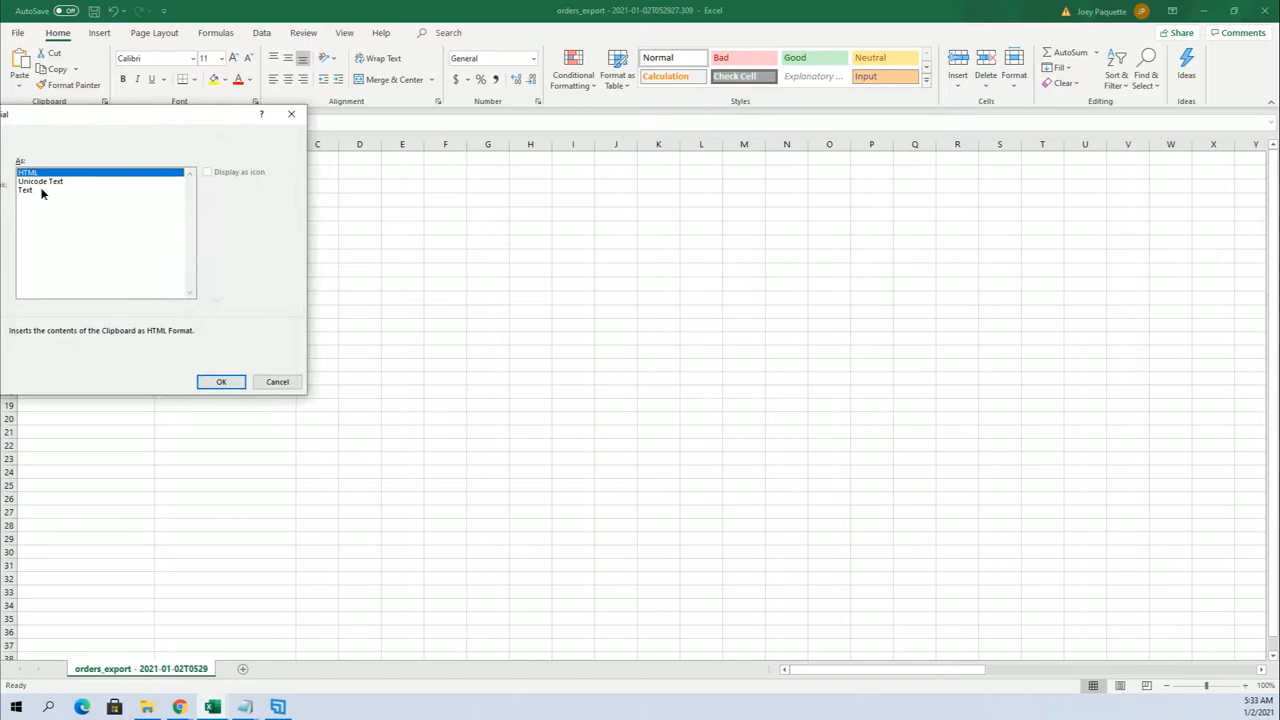 AutoSave Off
orders_export - 2021-01-02T052927.309 - Excel
Joey Paquette JP
File Home Insert Page Layout Formulas Data Review View Help Search
Share Comments
Paste
Cut
Copy
Format Painter
Calibri 11
B I U
Wrap Text
Merge & Center
General
$ % ,
Conditional
Formatting
Format as
Table
Normal Bad Good Neutral
Calculation Check Cell Explanatory ... Input
Insert Delete Format
AutoSum
Fill
Clear
Sort &
Filter
Find &
Select
Ideas
Clipboard Font Alignment Number Styles Cells Editing Ideas
ial ?
As:
HTML
Unicode Text
Text
Display as icon
Inserts the contents of the Clipboard as HTML Format.
OK Cancel
C D E F G H I J K L M N O P Q R S T U V W X Y
19
20
21
22
23
24
25
26
27
28
29
30
31
32
33
34
35
36
37
38
orders_export - 2021-01-02T0529
Ready
100%
5:33 AM
1/2/2021